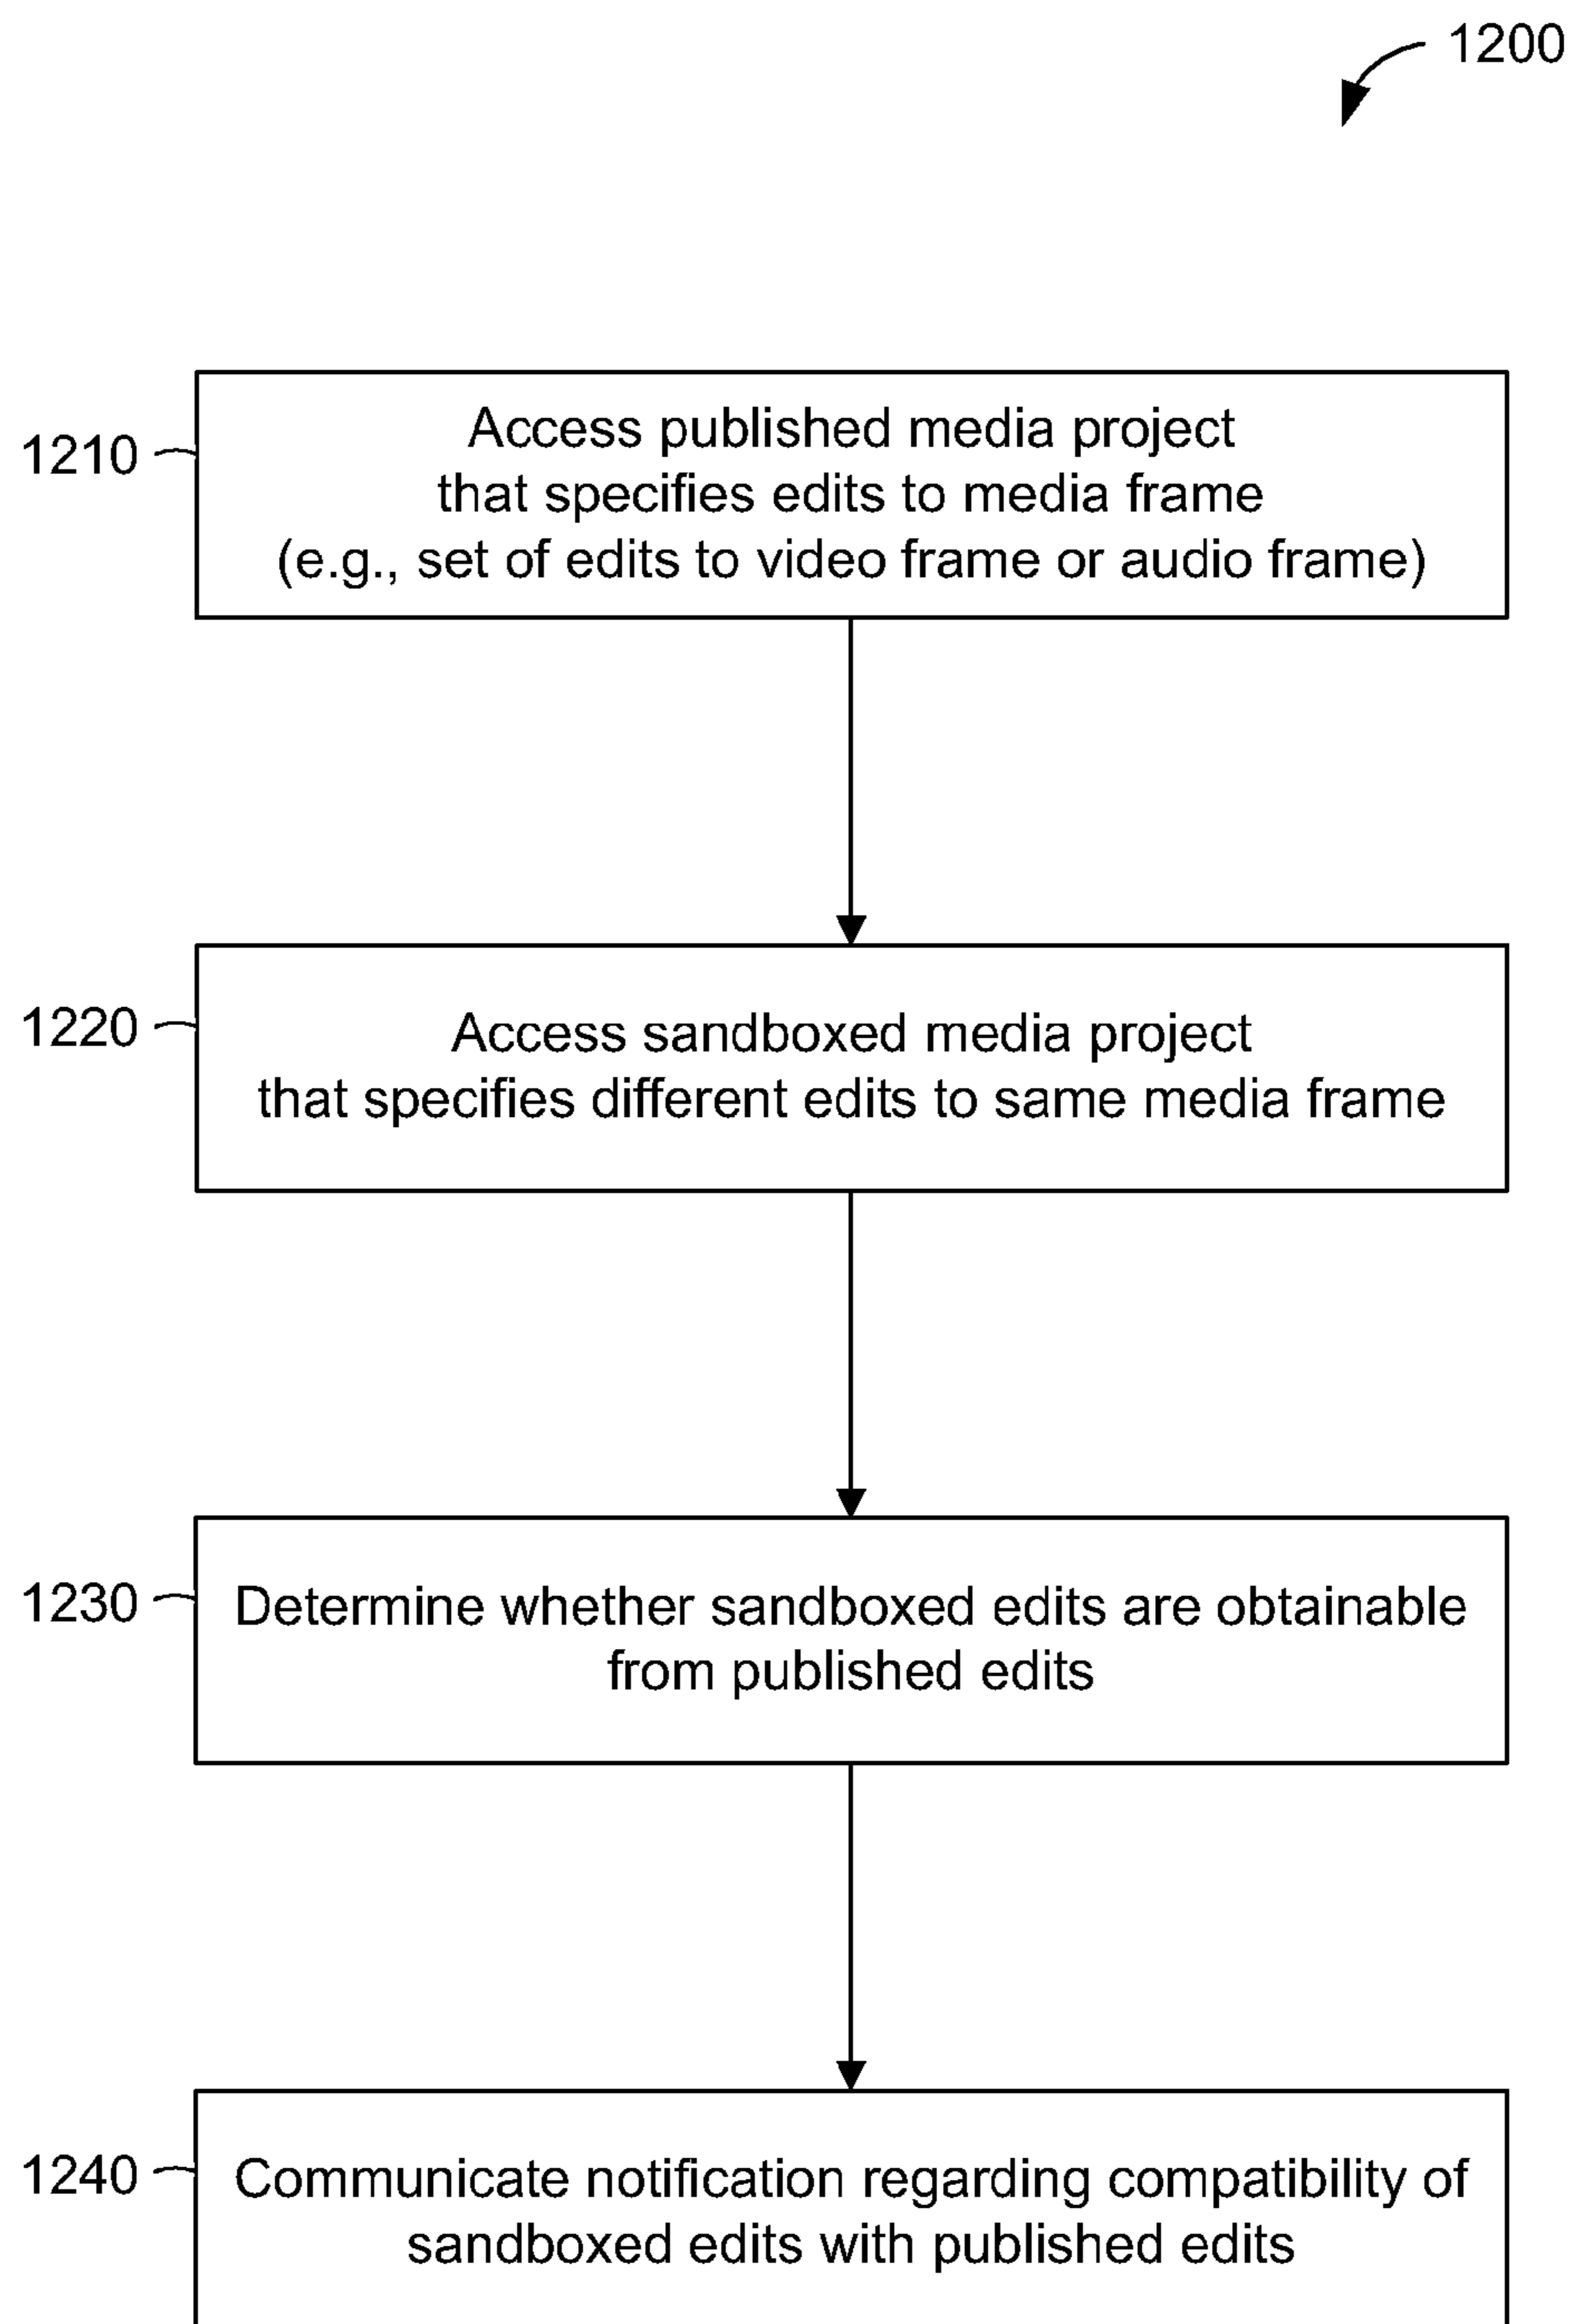 1200
1210
Access published media project
that specifies edits to media frame
(e.g., set of edits to video frame or audio frame)
1220
Access sandboxed media project
that specifies different edits to same media frame
1230
Determine whether sandboxed edits are obtainable
from published edits
1240
Communicate notification regarding compatibility of
sandboxed edits with published edits